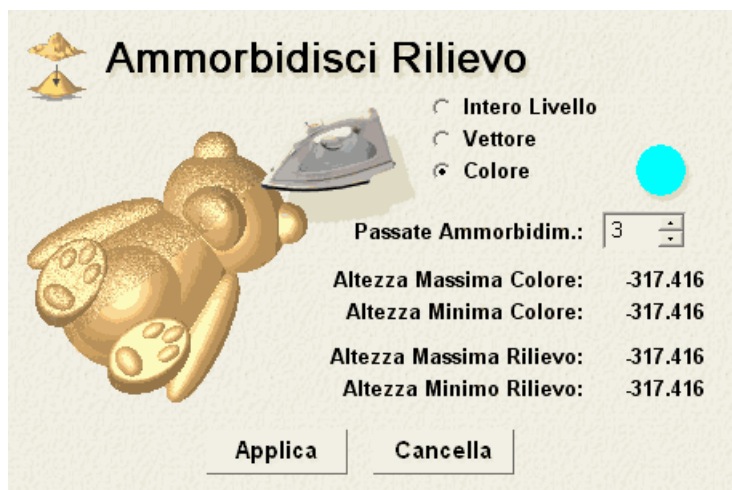 Ammorbidisci Rilievo
Intero Livello
Vettore
Colore
Passate Ammorbidim.: 3
Altezza Massima Colore: -317.416
Altezza Minima Colore: -317.416
Altezza Massima Rilievo: -317.416
Altezza Minimo Rilievo: -317.416
Applica Cancella